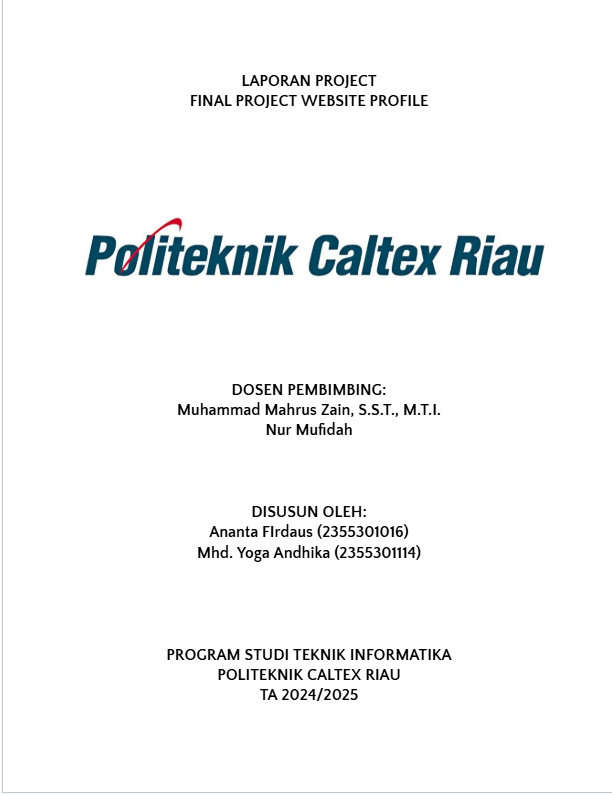 LAPORAN PROJECT
FINAL PROJECT WEBSITE PROFILE
Politeknik Caltex Riau
DOSEN PEMBIMBING:
Muhammad Mahrus Zain, S.S.T., M.T.I.
Nur Mufidah
DISUSUN OLEH:
Ananta FIrdaus (2355301016)
Mhd. Yoga Andhika (2355301114)
PROGRAM STUDI TEKNIK INFORMATIKA
POLITEKNIK CALTEX RIAU
TA 2024/2025